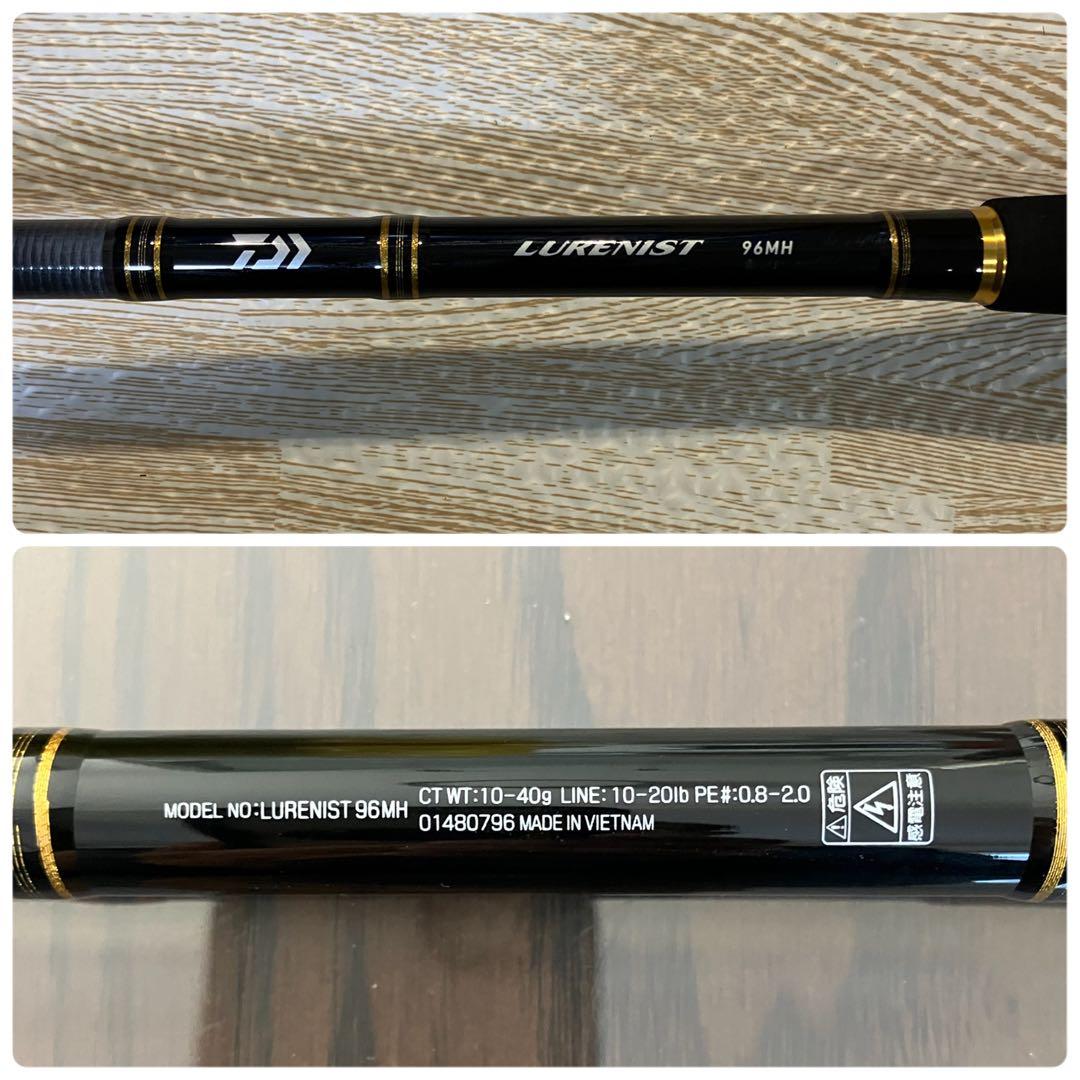 LURENIST 96MH
MODEL NO:LURENIST 96MH
CT WT:10-40g LINE:10-20lb PE#:0.8-2.0
01480796 MADE IN VIETNAM
危険
感電注意